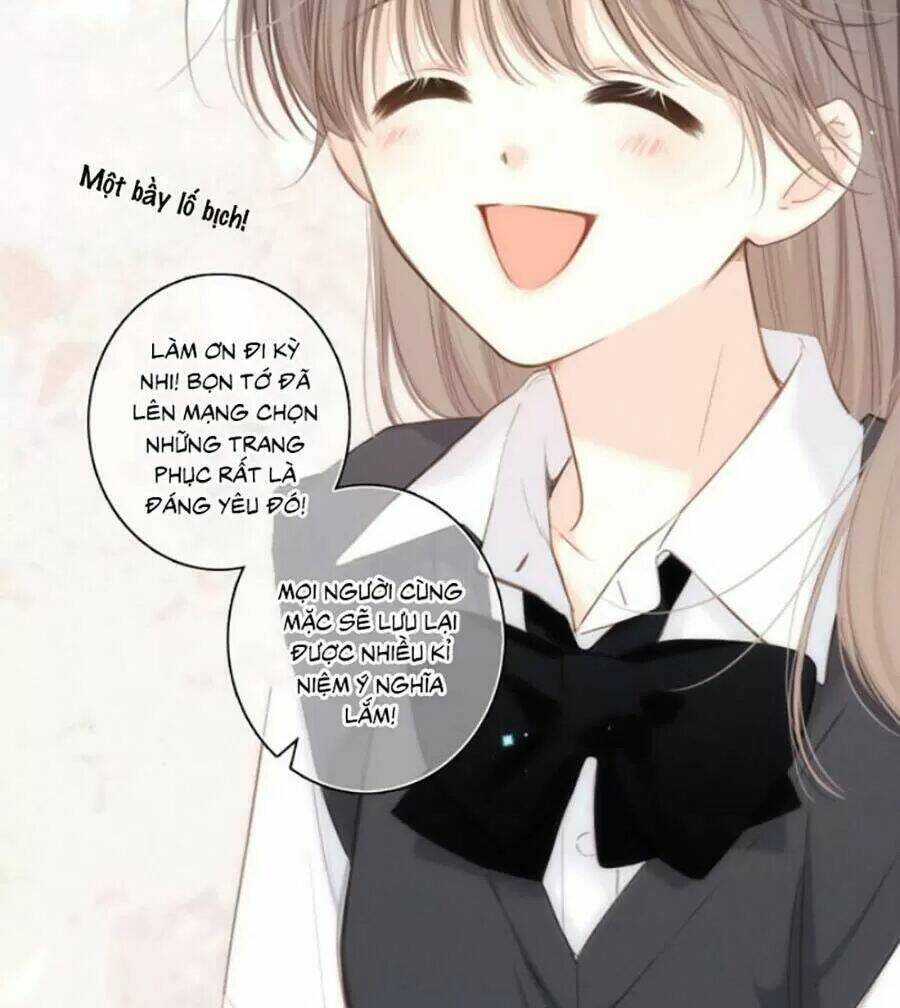 Một bầy lố bịch!
LÀM ƠN ĐI KỲ
NHI! BỌN TỚ ĐÃ
LÊN MẠNG CHỌN
NHỮNG TRANG
PHỤC RẤT LÀ
ĐÁNG YÊU ĐÓ!
MỌI NGƯỜI CÙNG
MẶC SẼ LƯU LẠI
ĐƯỢC NHIỀU KỈ
NIỆM Ý NGHĨA
LẮM!